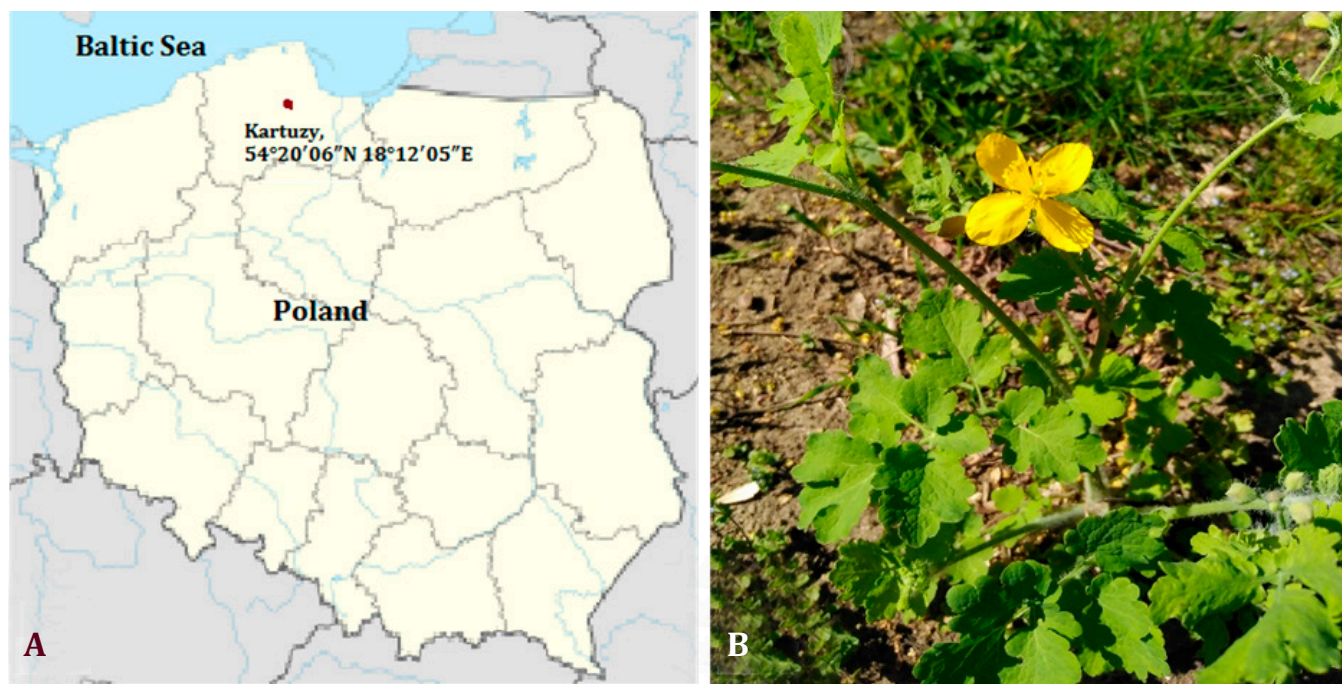 Baltic Sea
Kartuzy,
54°20′06″N 18°12′05″E
Poland
A
B